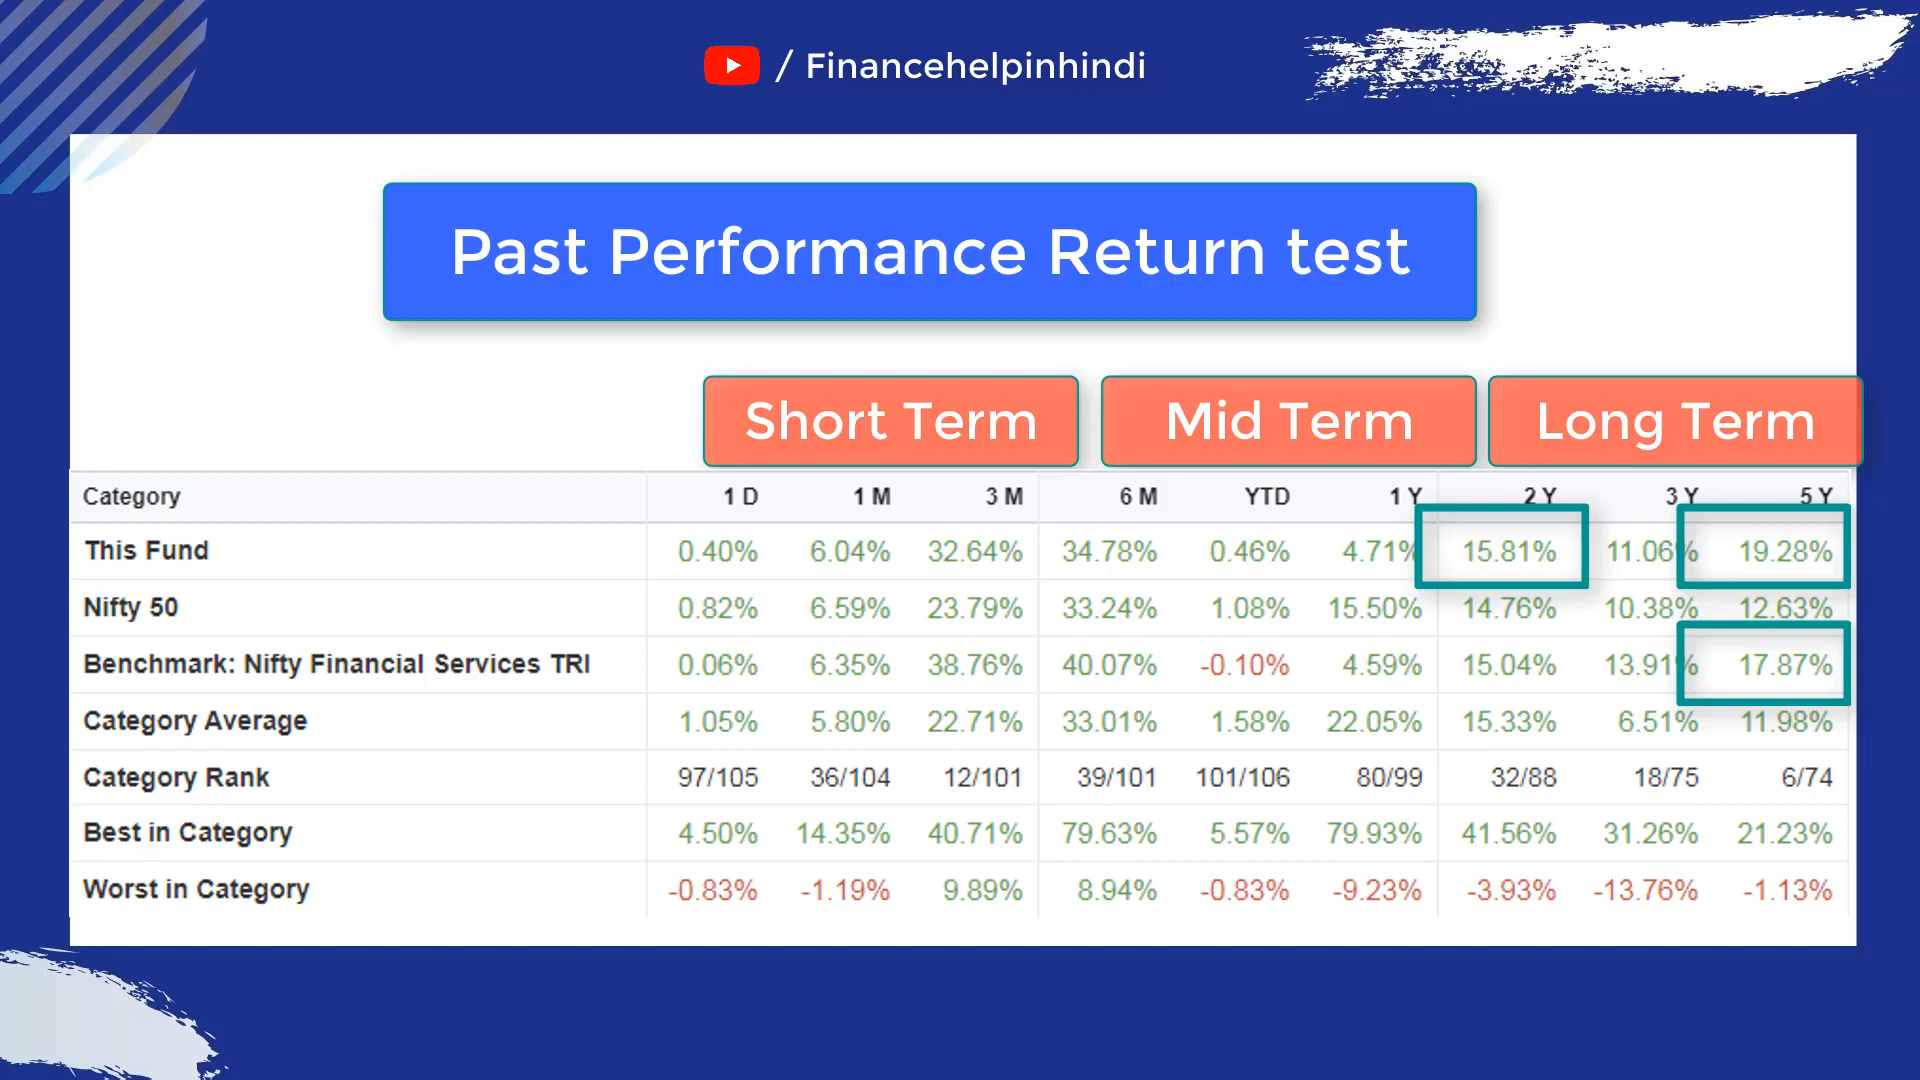 / Financehelpinhindi
Past Performance Return test
Short Term Mid Term Long Term
Category 1 D 1 M 3 M 6 M YTD 1 Y 2 Y 3 Y 5 Y
This Fund 0.40% 6.04% 32.64% 34.78% 0.46% 4.71% 15.81% 11.06% 19.28%
Nifty 50 0.82% 6.59% 23.79% 33.24% 1.08% 15.50% 14.76% 10.38% 12.63%
Benchmark: Nifty Financial Services TRI 0.06% 6.35% 38.76% 40.07% -0.10% 4.59% 15.04% 13.91% 17.87%
Category Average 1.05% 5.80% 22.71% 33.01% 1.58% 22.05% 15.33% 6.51% 11.98%
Category Rank 97/105 36/104 12/101 39/101 101/106 80/99 32/88 18/75 6/74
Best in Category 4.50% 14.35% 40.71% 79.63% 5.57% 79.93% 41.56% 31.26% 21.23%
Worst in Category -0.83% -1.19% 9.89% 8.94% -0.83% -9.23% -3.93% -13.76% -1.13%